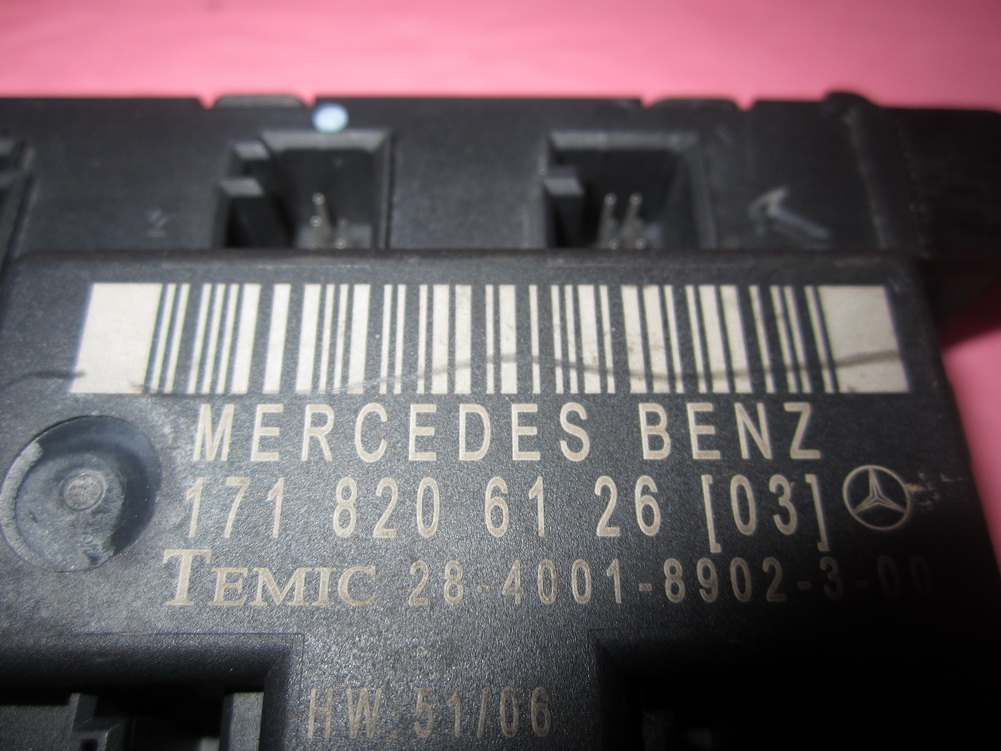 MERCEDES BENZ
171 820 61 26 [03]
TEMIC 28-4001-8902-3-00
HW:51/06